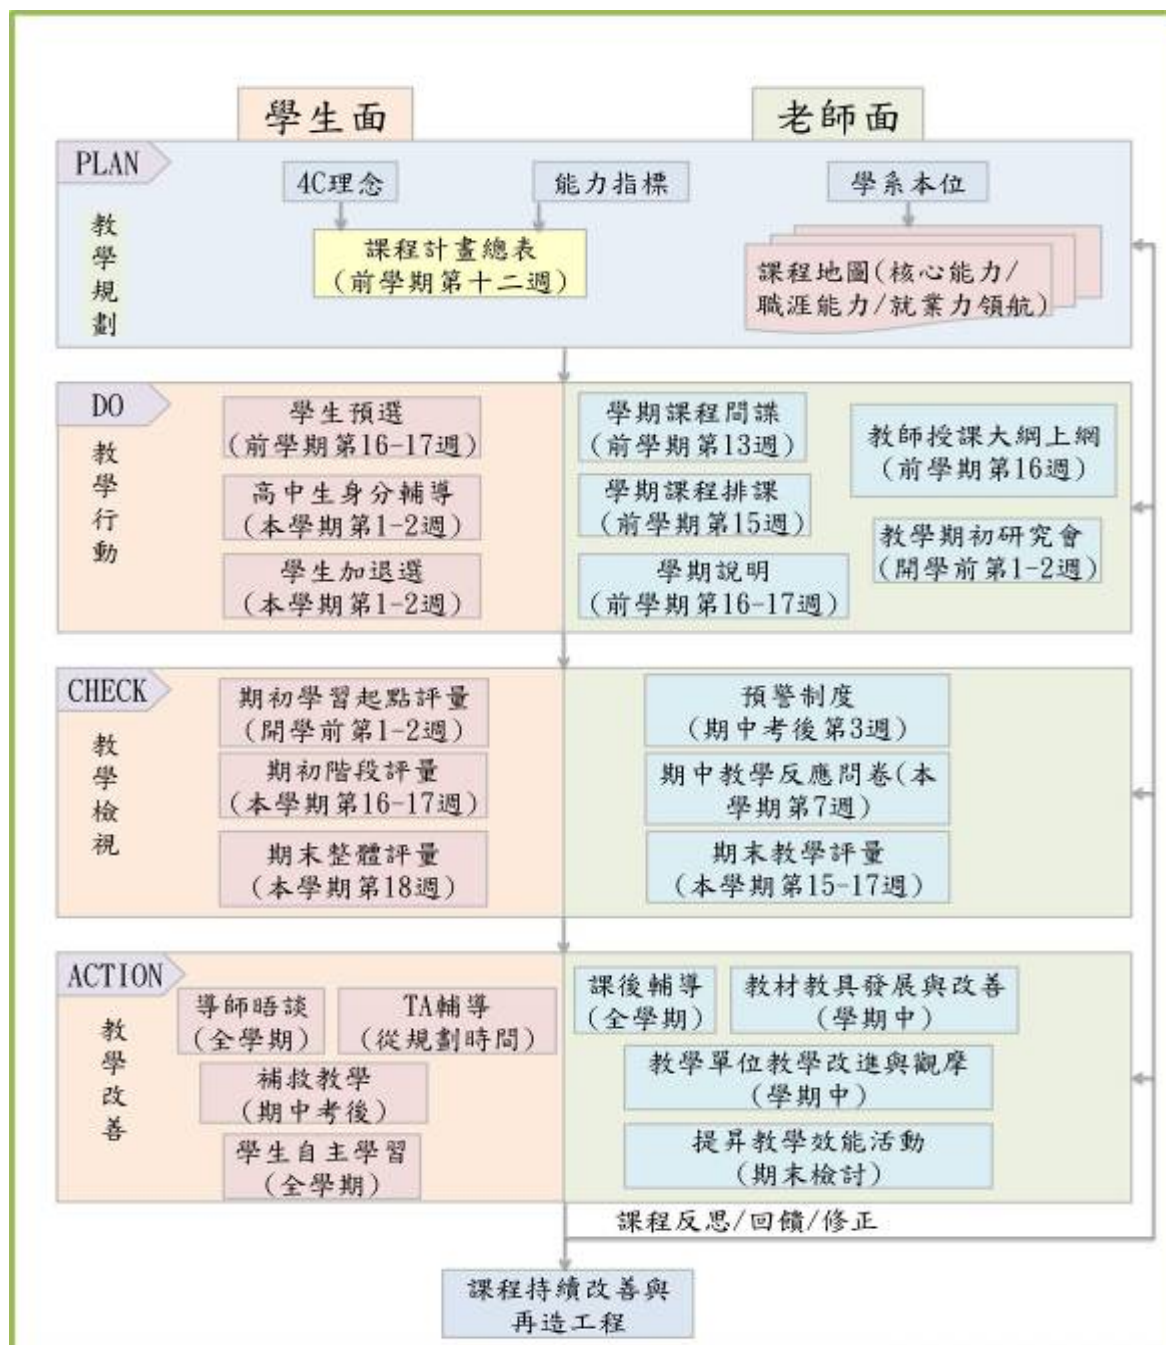 學生面
老師面
PLAN
教學規劃
4C理念
能力指標
學系本位
課程計畫總表
(前學期第十二週)
課程地圖(核心能力/
職涯能力/就業力領航)
DO
教學行動
學生預選
(前學期第16-17週)
高中生身分輔導
(本學期第1-2週)
學生加退選
(本學期第1-2週)
學期課程間諜
(前學期第13週)
學期課程排課
(前學期第15週)
學期說明
(前學期第16-17週)
教師授課大綱上網
(前學期第16週)
教學期初研究會
(開學前第1-2週)
CHECK
教學檢視
期初學習起點評量
(開學前第1-2週)
期初階段評量
(本學期第16-17週)
期末整體評量
(本學期第18週)
預警制度
(期中考後第3週)
期中教學反應問卷(本
學期第7週)
期末教學評量
(本學期第15-17週)
ACTION
教學改善
導師晤談
(全學期)
TA輔導
(從規劃時間)
補救教學
(期中考後)
學生自主學習
(全學期)
課後輔導
(全學期)
教材教具發展與改善
(學期中)
教學單位教學改進與觀摩
(學期中)
提昇教學效能活動
(期末檢討)
課程反思/回饋/修正
課程持續改善與
再造工程